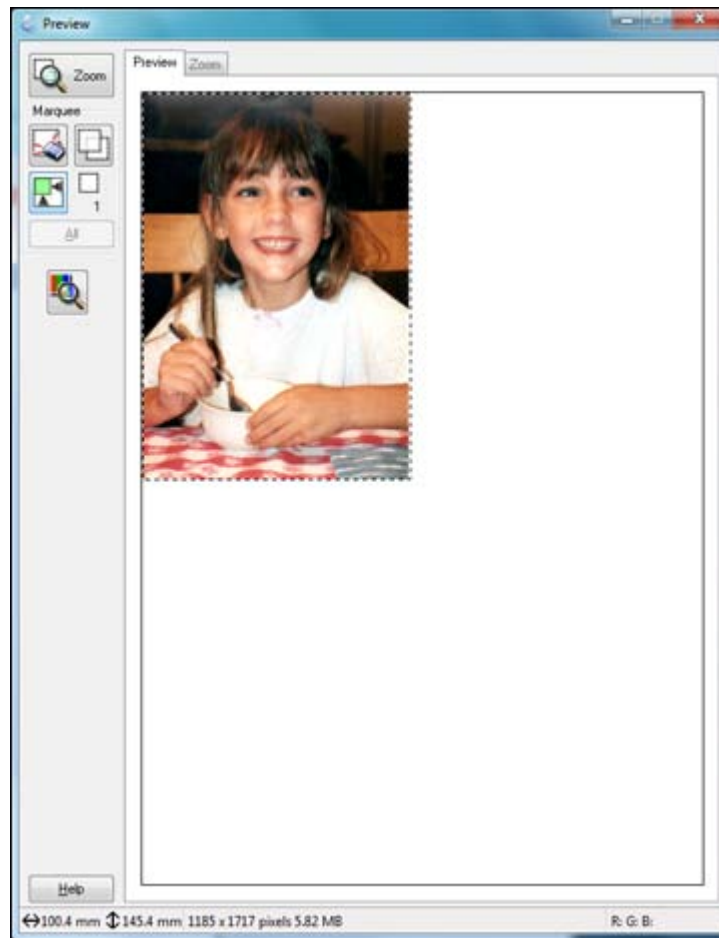 Preview
Preview Zoom
Zoom
Marquee
1
All
Help
100.4 mm 145.4 mm 1185 x 1717 pixels 5.82 MB R: G: B: